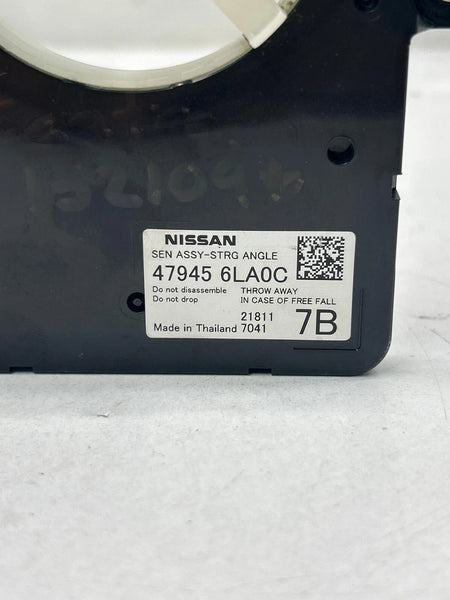 NISSAN
SEN ASSY-STRG ANGLE
47945 6LA0C
Do not disassemble THROW AWAY
Do not drop IN CASE OF FREE FALL
21811
Made in Thailand 7041 7B